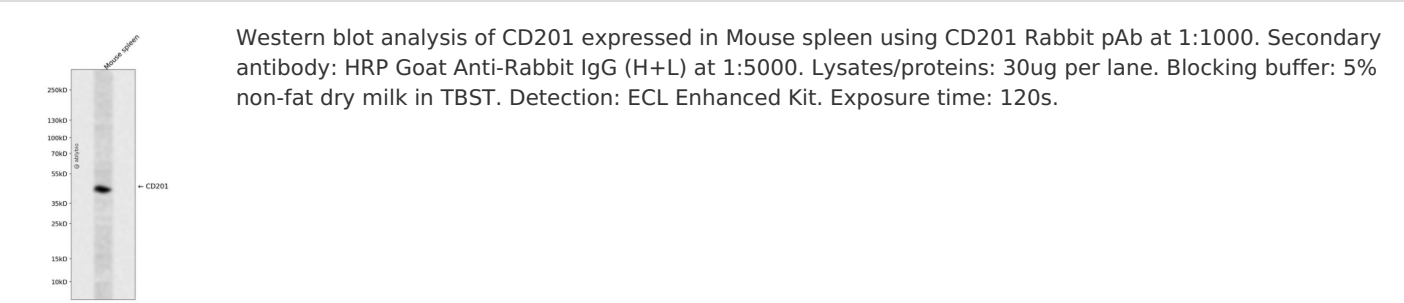 Mouse spleen
250kD
130kD
100kD
70kD
55kD
35kD
25kD
15kD
10kD
@ ablybio
← CD201
Western blot analysis of CD201 expressed in Mouse spleen using CD201 Rabbit pAb at 1:1000. Secondary
antibody: HRP Goat Anti-Rabbit IgG (H+L) at 1:5000. Lysates/proteins: 30ug per lane. Blocking buffer: 5%
non-fat dry milk in TBST. Detection: ECL Enhanced Kit. Exposure time: 120s.